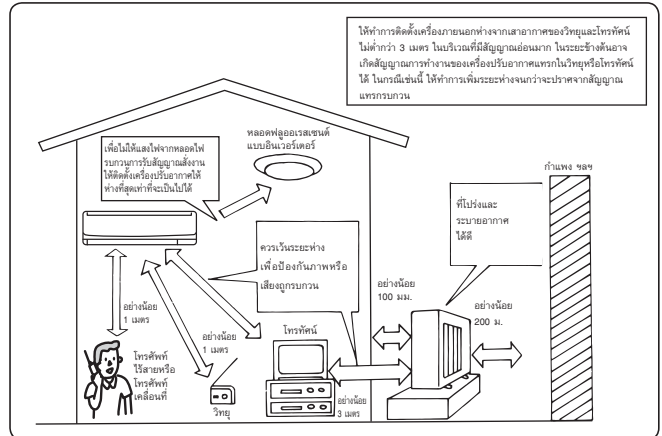 ให้ทำการติดตั้งเครื่องภายนอกห่างจากเสาอากาศของวิทยุและโทรทัศน์
ไม่ต่ำกว่า 3 เมตร ในบริเวณที่มีสัญญาณอ่อนมาก ในระยะข้างต้นอาจ
เกิดสัญญาณการทำงานของเครื่องปรับอากาศแทรกในวิทยุหรือโทรทัศน์
ได้ ในกรณีเช่นนี้ ให้ทำการเพิ่มระยะห่างจนกว่าจะปราศจากสัญญาณ
แทรกรบกวน
หลอดฟลูออเรสเซนต์
แบบอินเวอร์เตอร์
เพื่อไม่ให้แสงไฟจากหลอดไฟ
รบกวนการรับสัญญาณสั่งงาน
ให้ติดตั้งเครื่องปรับอากาศให้
ห่างที่สุดเท่าที่จะเป็นไปได้
กำแพง ฯลฯ
ที่โปร่งและ
ระบายอากาศ
ได้ดี
ควรเว้นระยะห่าง
เพื่อป้องกันภาพหรือ
เสียงถูกรบกวน
อย่างน้อย
100 มม.
อย่างน้อย
200 ม.
อย่างน้อย
1 เมตร
อย่างน้อย
1 เมตร
โทรทัศน์
โทรศัพท์
ไร้สายหรือ
โทรศัพท์
เคลื่อนที่
วิทยุ
อย่างน้อย
3 เมตร